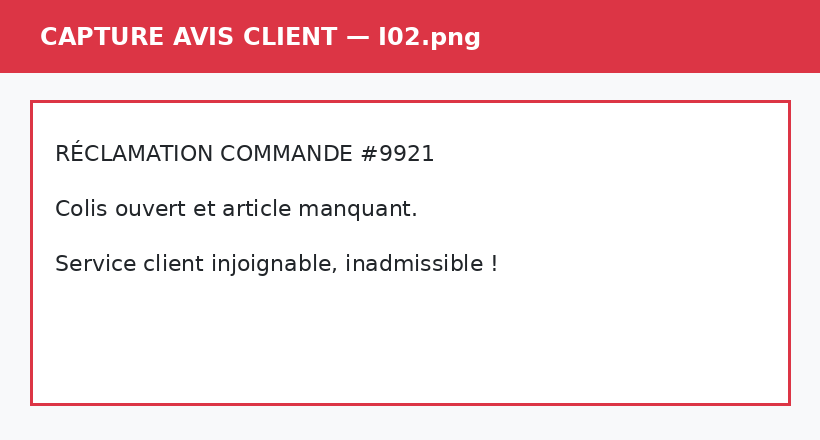 CAPTURE AVIS CLIENT — I02.png
RÉCLAMATION COMMANDE #9921
Colis ouvert et article manquant.
Service client injoignable, inadmissible !